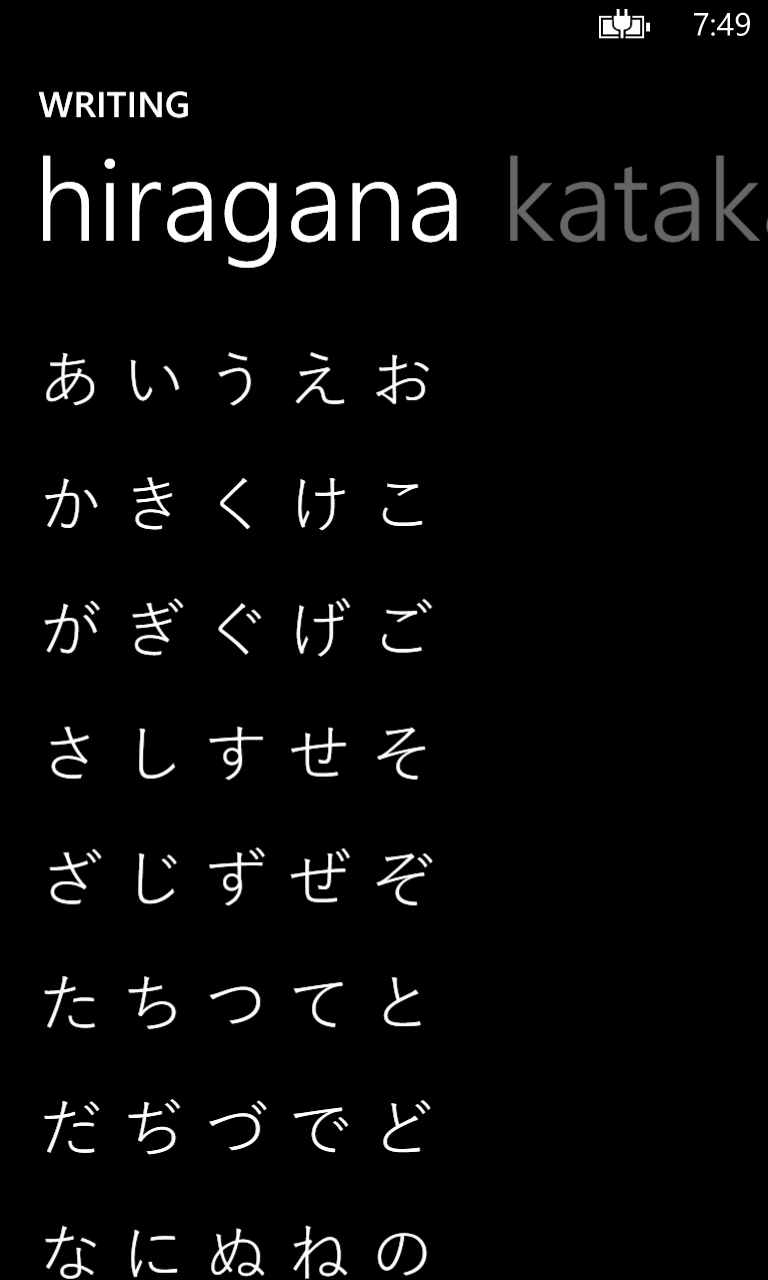 7:49
WRITING
hiragana katak
あ い う え お
か き く け こ
が ぎ ぐ げ ご
さ し す せ そ
ざ じ ず ぜ ぞ
た ち つ て と
だ ぢ づ で ど
な に ぬ ね の